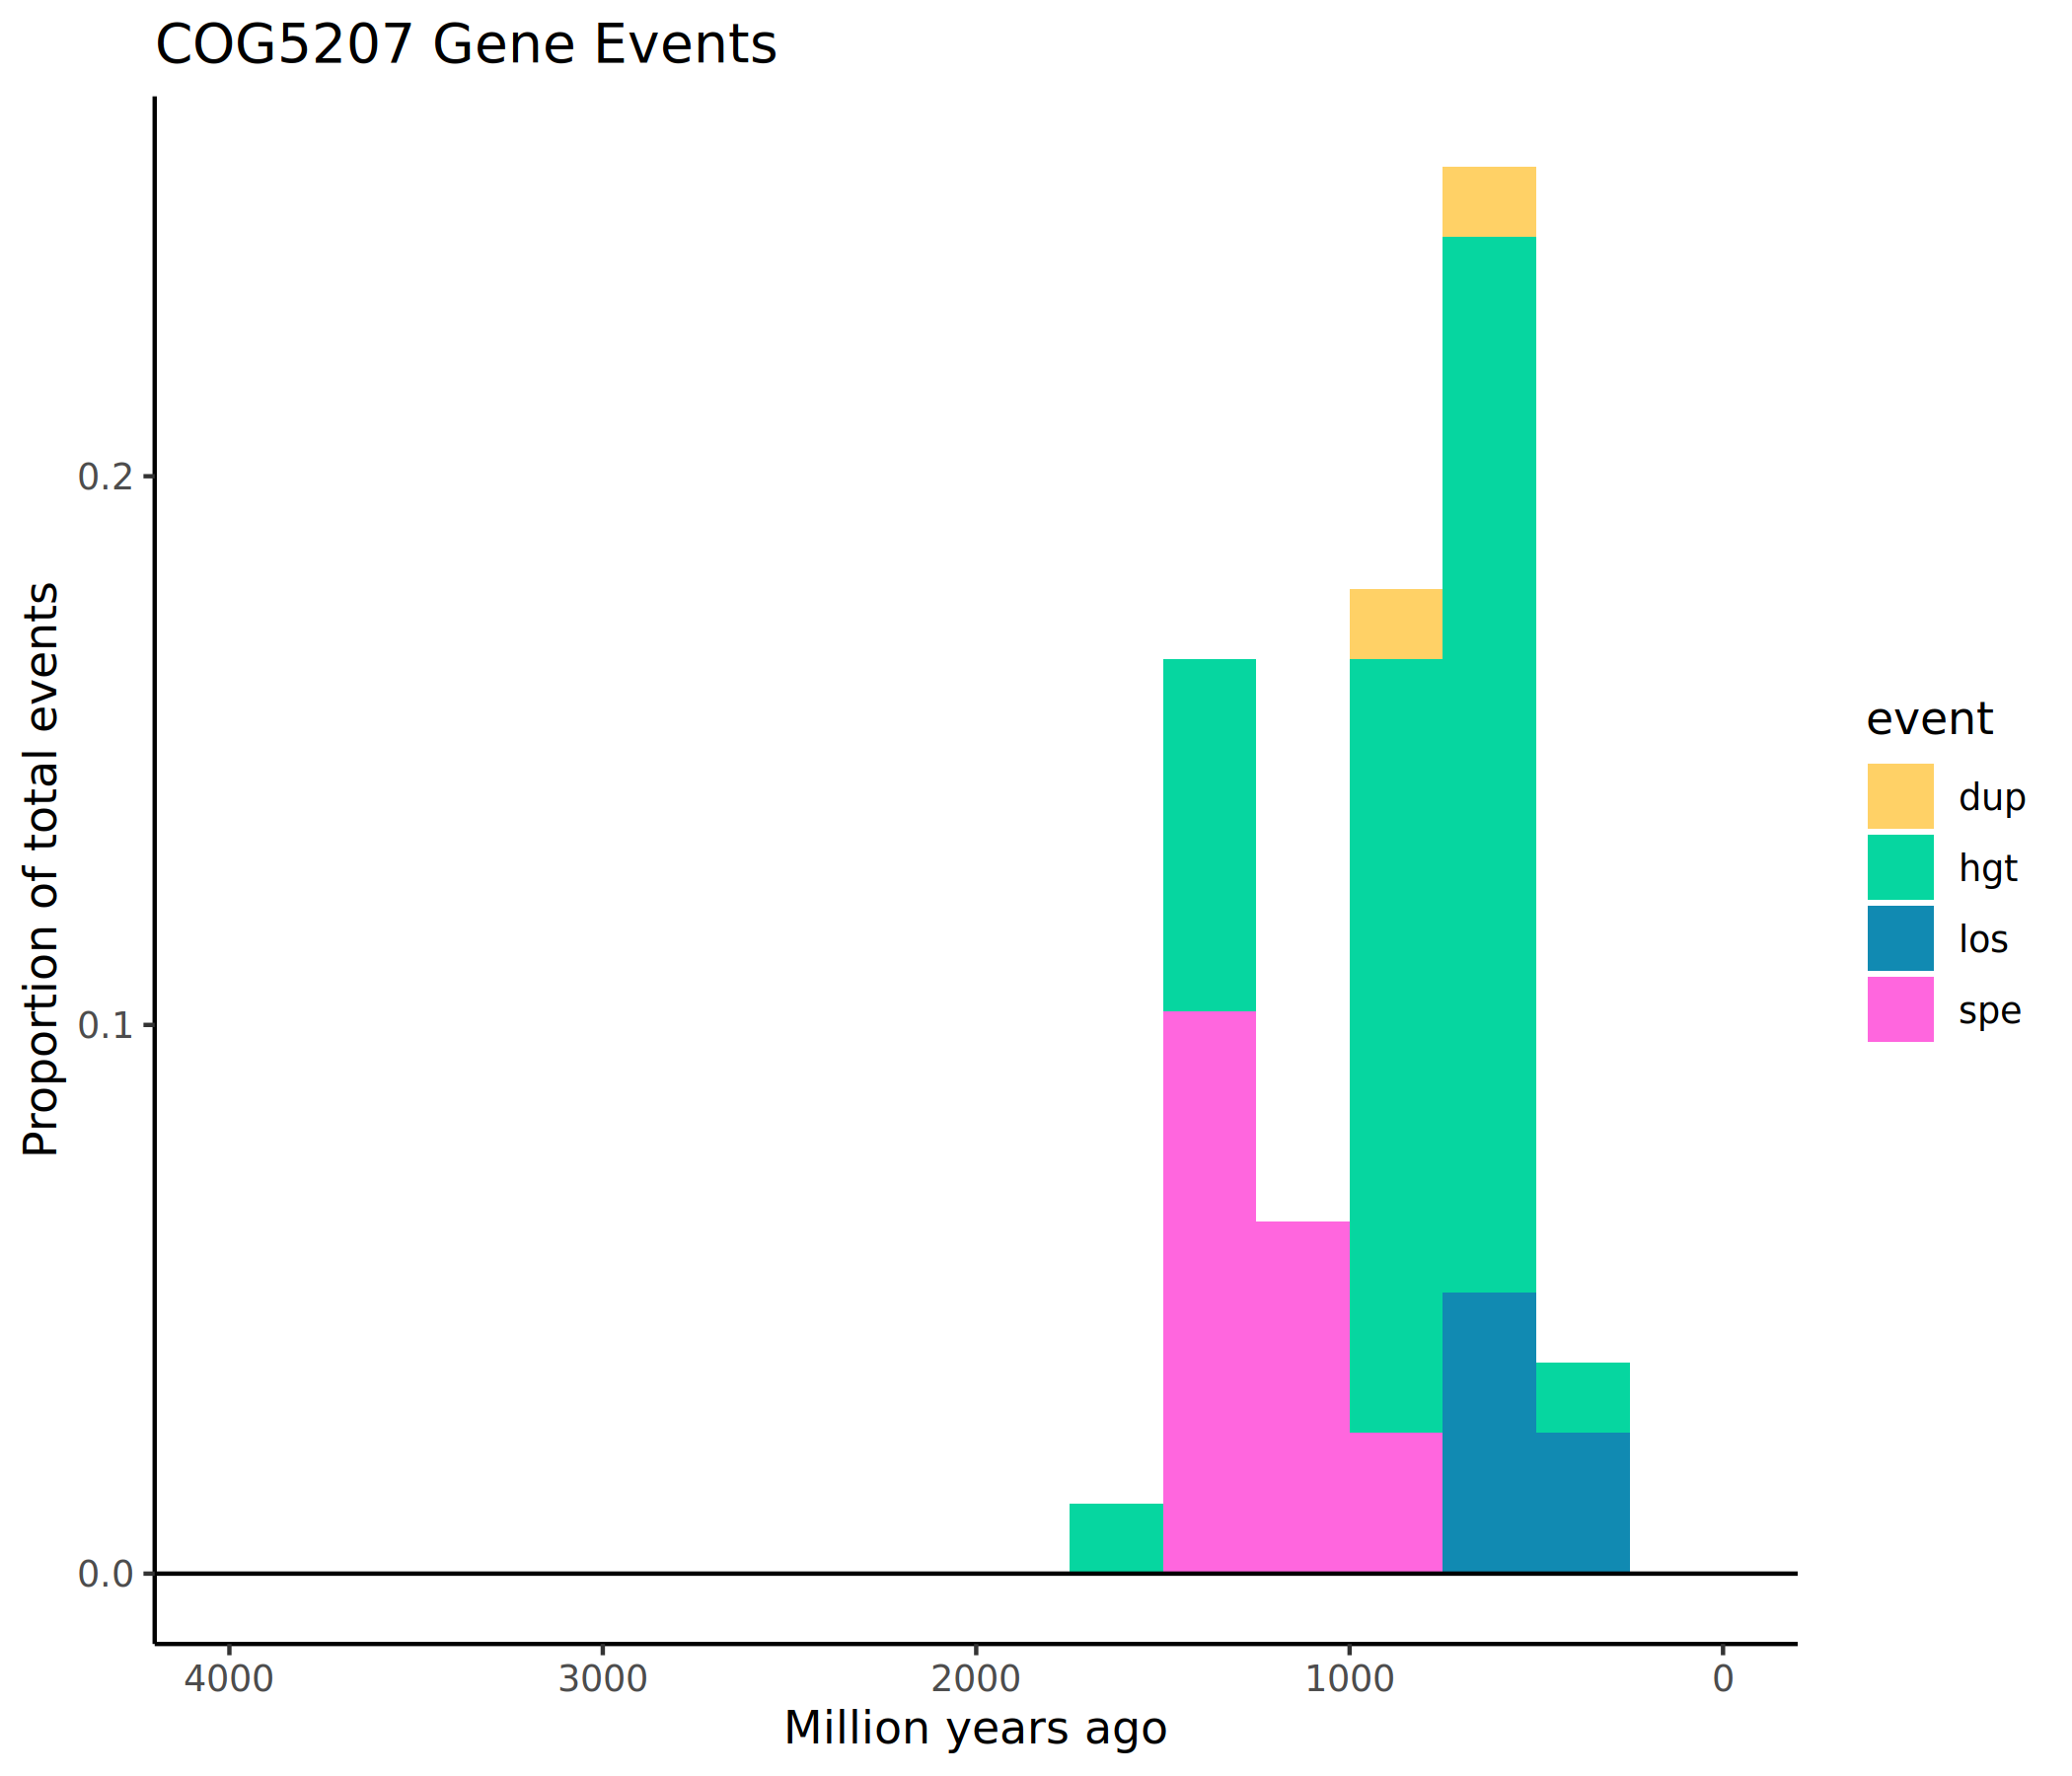 COG5207 Gene Events
Proportion of total events
0.2
0.1
0.0
4000 3000 2000 1000 0
Million years ago
event
dup
hgt
los
spe